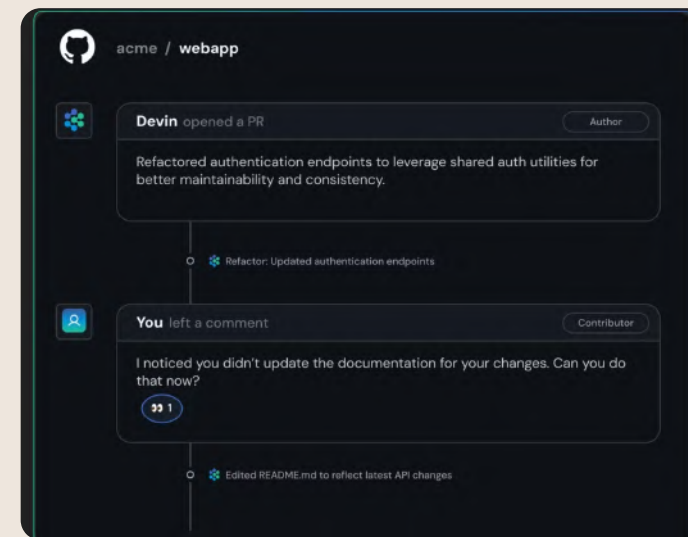 acme / webapp
Devin opened a PR
Author
Refactored authentication endpoints to leverage shared auth utilities for
better maintainability and consistency.
Refactor: Updated authentication endpoints
You left a comment
Contributor
I noticed you didn't update the documentation for your changes. Can you do
that now?
👀 1
Edited README.md to reflect latest API changes